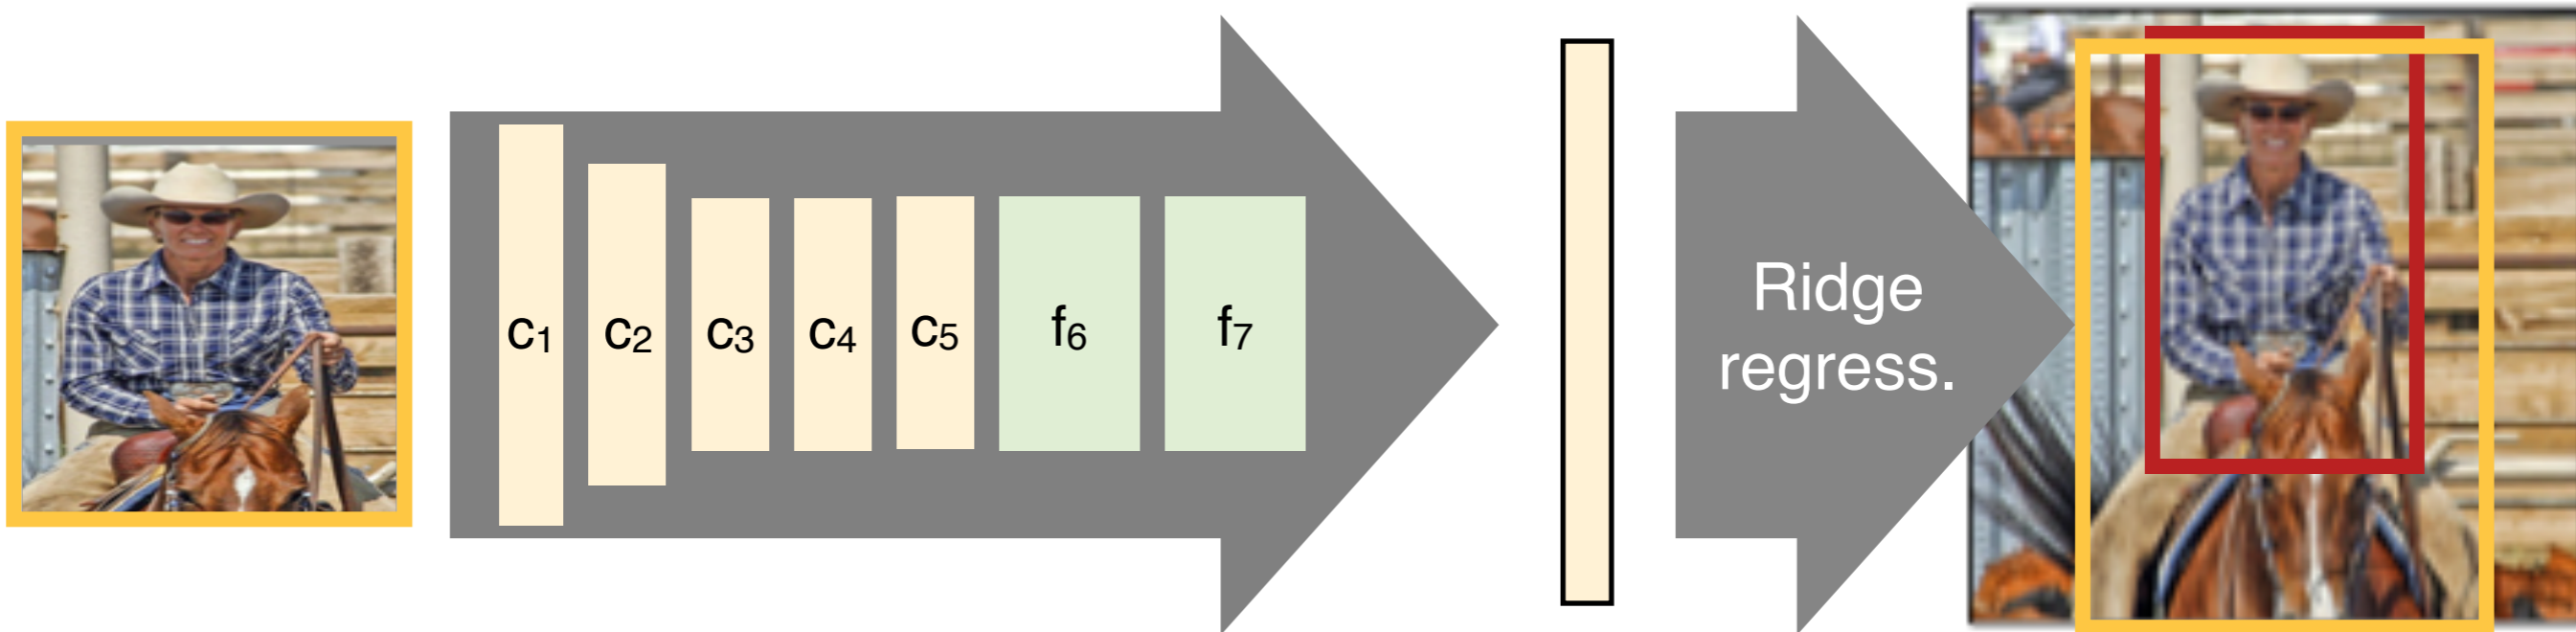 c₁
c₂
c₃
c₄
c₅
f₆
f₇
Ridge
regress.